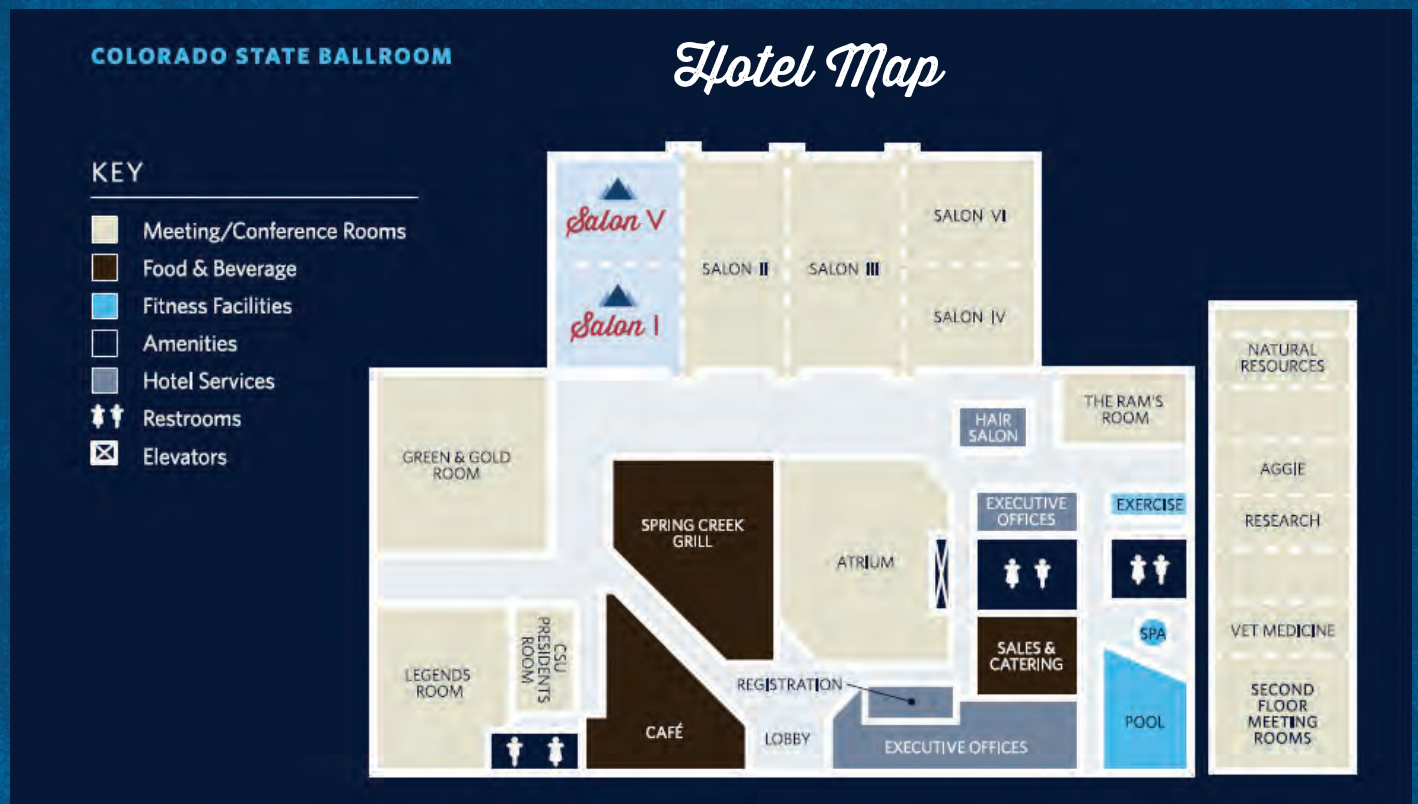 COLORADO STATE BALLROOM
Hotel Map
KEY
Meeting/Conference Rooms
Food & Beverage
Fitness Facilities
Amenities
Hotel Services
Restrooms
Elevators
Salon V
Salon I
SALON II
SALON III
SALON VI
SALON IV
GREEN & GOLD
ROOM
SPRING CREEK
GRILL
ATRIUM
HAIR
SALON
THE RAM'S
ROOM
EXECUTIVE
OFFICES
EXERCISE
SPA
SALES &
CATERING
LEGENDS
ROOM
CSU
PRESIDENTS
ROOM
CAFÉ
REGISTRATION
LOBBY
EXECUTIVE OFFICES
POOL
NATURAL
RESOURCES
AGGIE
RESEARCH
VET MEDICINE
SECOND
FLOOR
MEETING
ROOMS